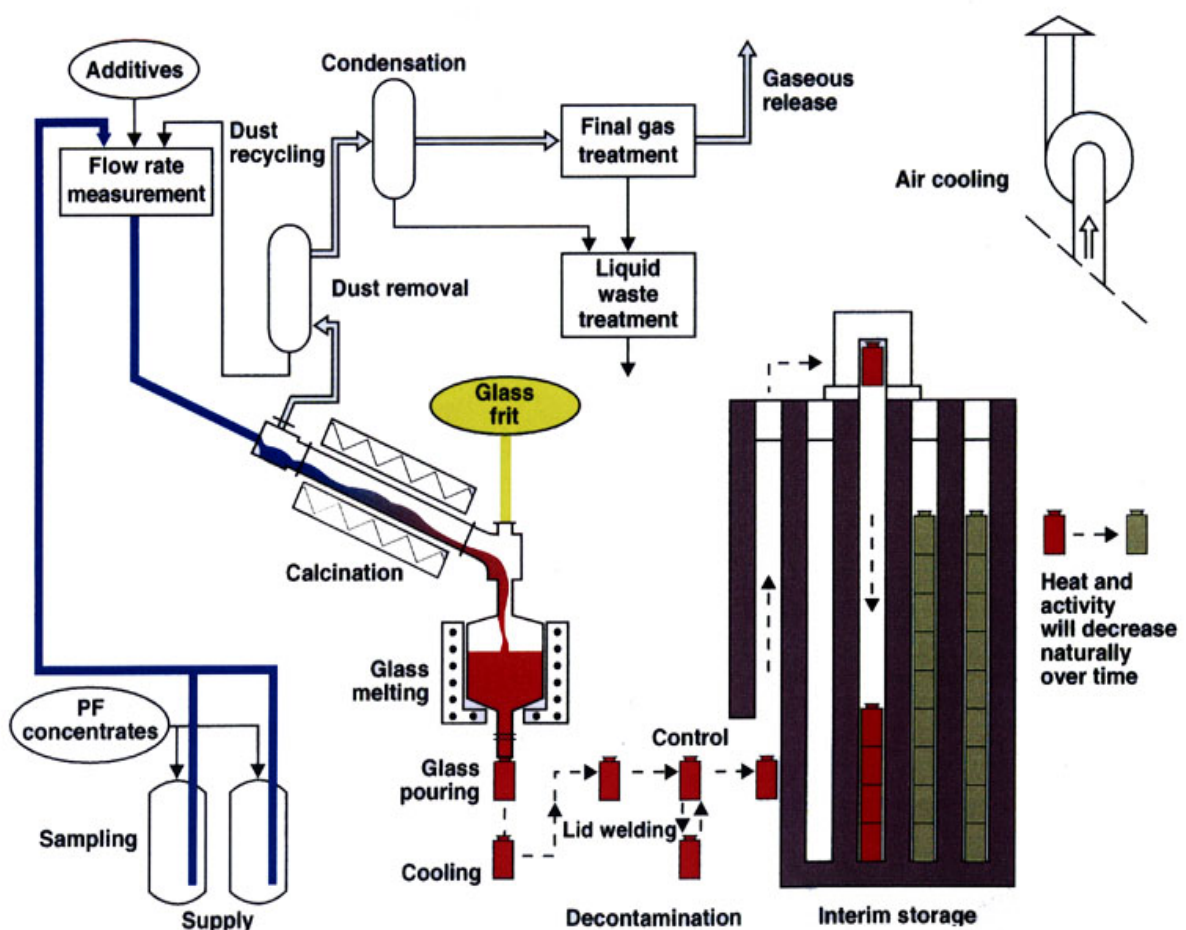 Additives
Condensation
Gaseous
release
Dust
recycling
Final gas
treatment
Flow rate
measurement
Air cooling
Liquid
waste
treatment
Dust removal
Glass
frit
Calcination
Heat and
activity
will decrease
naturally
over time
Glass
melting
PF
concentrates
Control
Glass
pouring
Sampling
Lid welding
Cooling
Supply
Decontamination
Interim storage